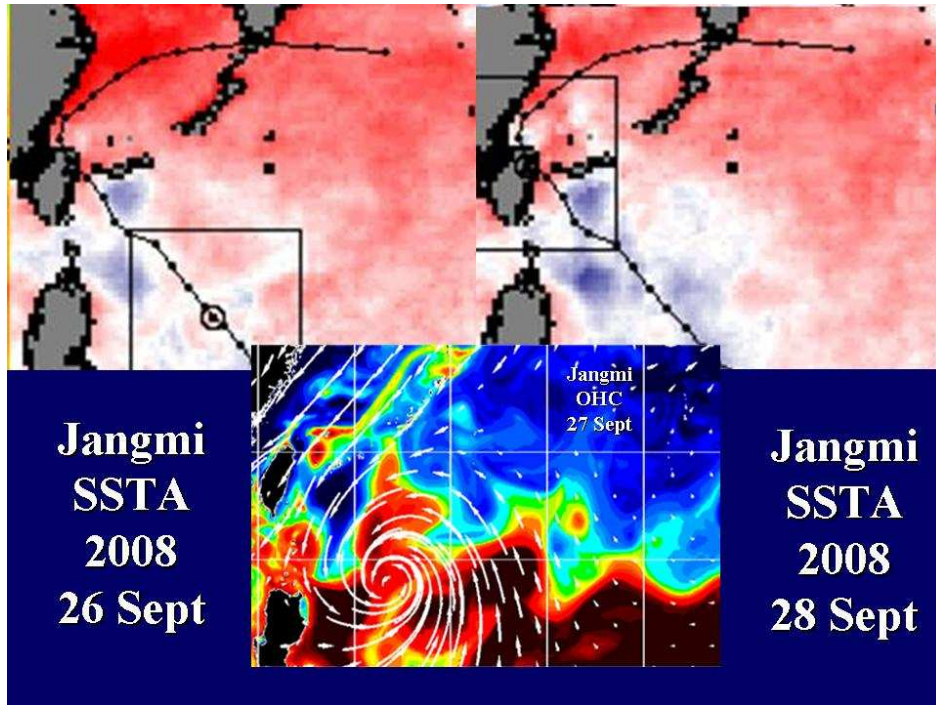 Jangmi
OHC
27 Sept
Jangmi
SSTA
2008
26 Sept
Jangmi
SSTA
2008
28 Sept